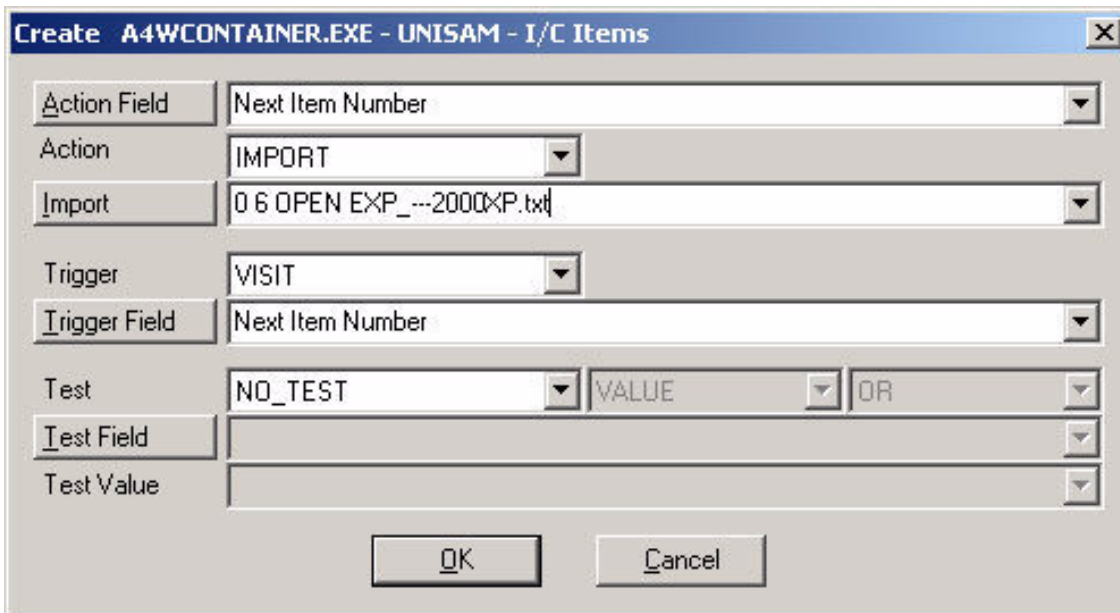 Create A4WCONTAINER.EXE - UNISAM - I/C Items
Action Field Next Item Number
Action IMPORT
Import 0 6 OPEN EXP_---2000XP.txt
Trigger VISIT
Trigger Field Next Item Number
Test NO_TEST VALUE OR
Test Field
Test Value
OK Cancel